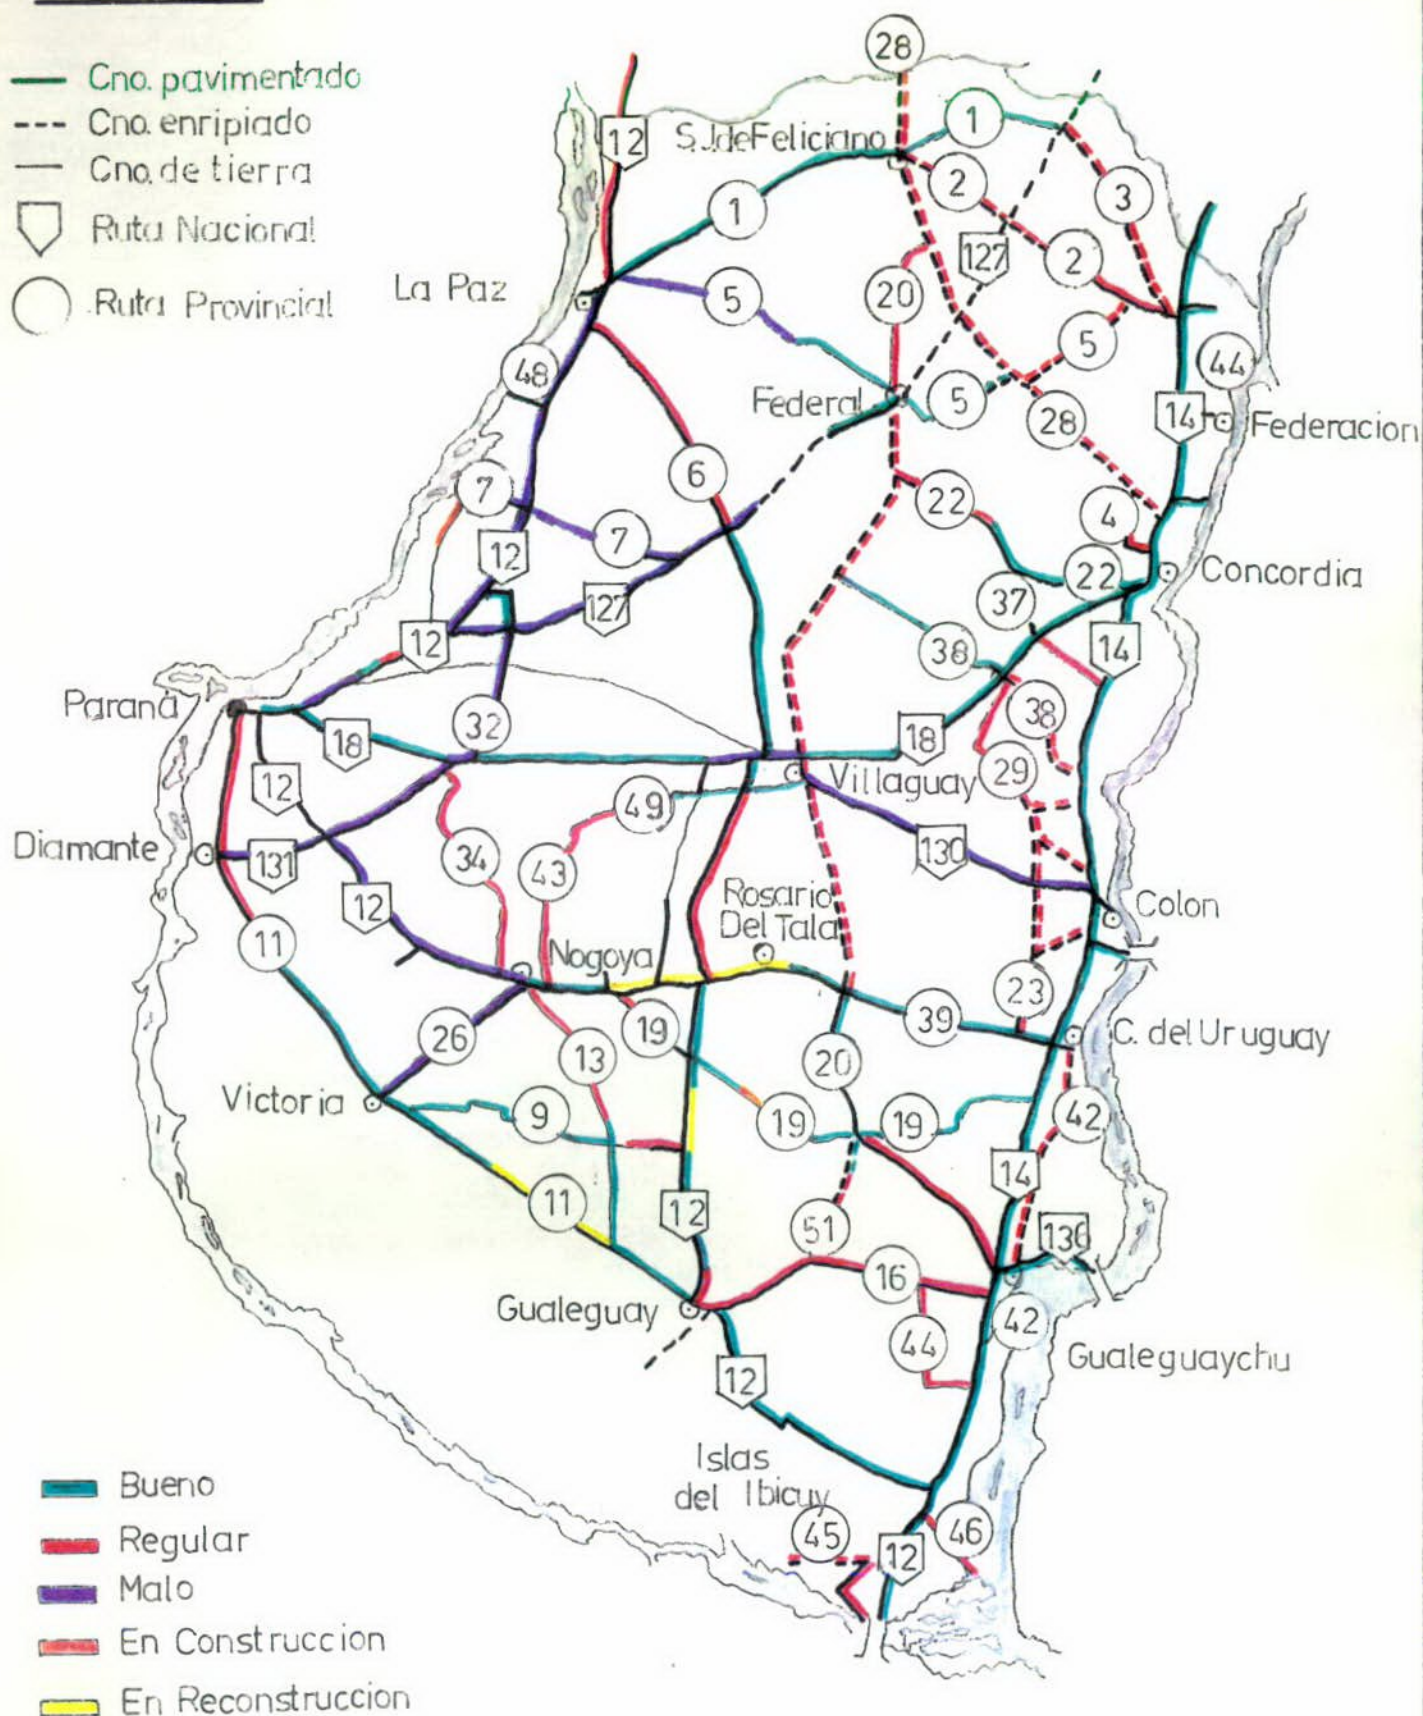 Cno. pavimentado
Cno. enripiado
Cno. de tierra
Ruta Nacional
Ruta Provincial
28
1
12
S.J.de Feliciano
2
3
1
127
2
La Paz
5
20
5
44
48
Federal
5
28
14
Federacion
7
6
22
4
12
7
Concordia
22
37
127
12
38
14
Paraná
32
38
18
18
12
Villaguay
29
49
Diamante
131
34
43
130
12
Rosario
Del Tala
Colon
11
Nogoya
23
26
19
39
C. del Uruguay
13
20
Victoria
9
19
19
42
14
11
12
51
136
16
Gualeguay
42
44
Gualeguaychu
12
Islas
del Ibicuy
45
12
46
Bueno
Regular
Malo
En Construccion
En Reconstruccion